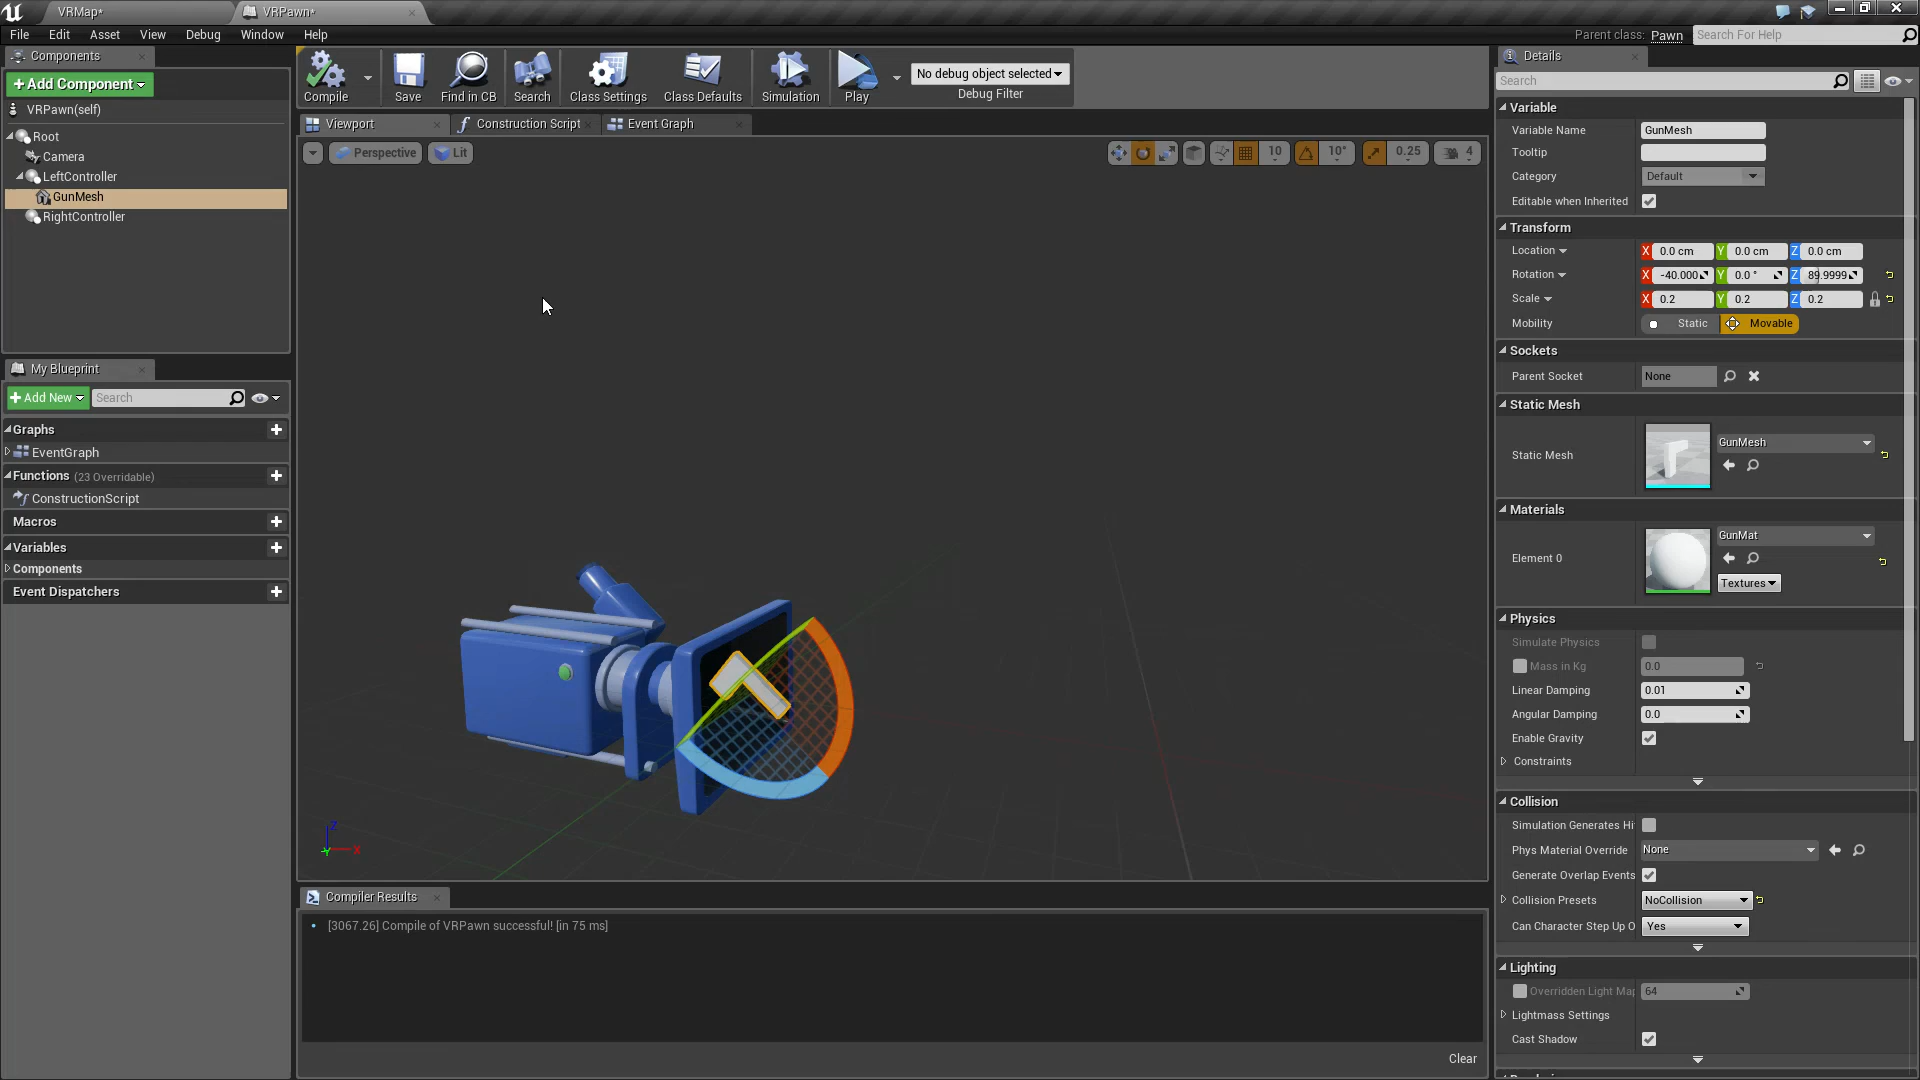 VRMap*
VRPawn*
File Edit Asset View Debug Window Help
Parent class: Pawn
Search For Help
Components
+Add Component
VRPawn(self)
Root
Camera
LeftController
GunMesh
RightController
My Blueprint
+Add New
Search
Graphs
EventGraph
Functions (23 Overridable)
ConstructionScript
Macros
Variables
Components
Event Dispatchers
Compile
Save
Find in CB
Search
Class Settings
Class Defaults
Simulation
Play
No debug object selected
Debug Filter
Viewport
Construction Script
Event Graph
Perspective
Lit
10
10°
0.25
4
Z
X
Y
Compiler Results
[3067.26] Compile of VRPawn successful! [in 75 ms]
Clear
Details
Search
Variable
Variable Name GunMesh
Tooltip
Category Default
Editable when Inherited
Transform
Location X 0.0 cm Y 0.0 cm Z 0.0 cm
Rotation X -40.000 Y 0.0 ° Z 89.9999
Scale X 0.2 Y 0.2 Z 0.2
Mobility Static Movable
Sockets
Parent Socket None
Static Mesh
Static Mesh GunMesh
Materials
Element 0 GunMat
Textures
Physics
Simulate Physics
Mass in Kg 0.0
Linear Damping 0.01
Angular Damping 0.0
Enable Gravity
Constraints
Collision
Simulation Generates Hi
Phys Material Override None
Generate Overlap Events
Collision Presets NoCollision
Can Character Step Up O Yes
Lighting
Overridden Light Map 64
Lightmass Settings
Cast Shadow